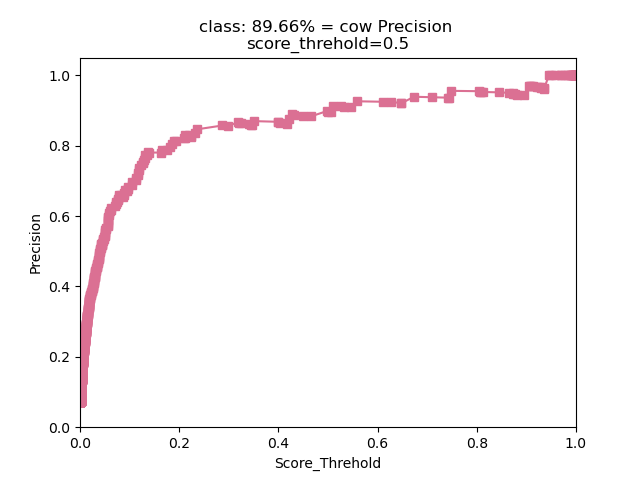 class: 89.66% = cow Precision
score_threhold=0.5
1.0
0.8
0.6
0.4
0.2
0.0
Precision
0.0 0.2 0.4 0.6 0.8 1.0
Score_Threhold